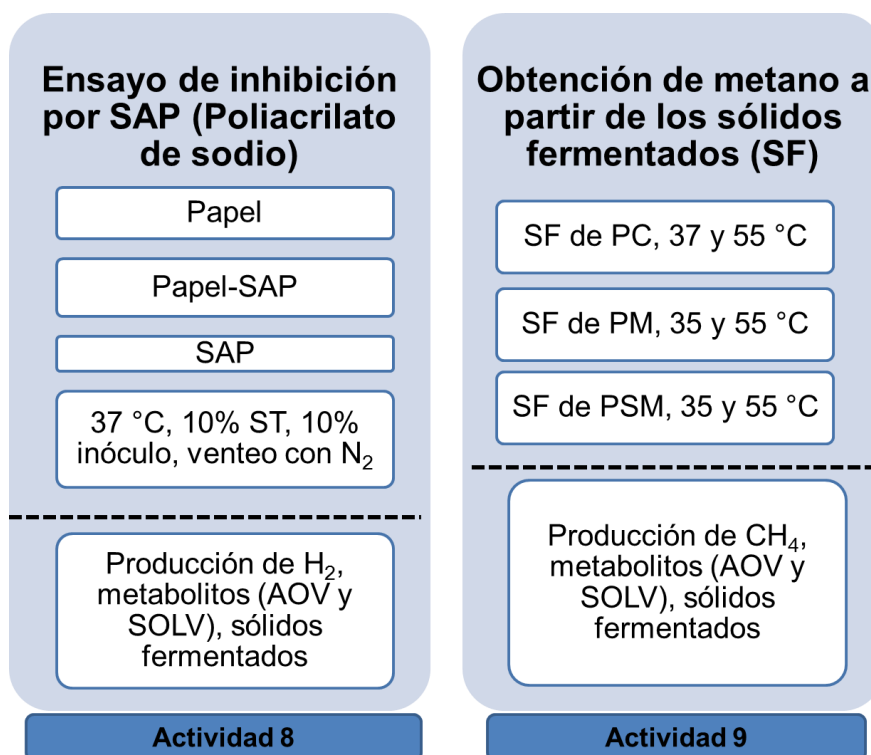 Ensayo de inhibición
por SAP (Poliacrilato
de sodio)
Papel
Papel-SAP
SAP
37 °C, 10% ST, 10%
inóculo, venteo con N₂
Producción de H₂,
metabolitos (AOV y
SOLV), sólidos
fermentados
Actividad 8
Obtención de metano a
partir de los sólidos
fermentados (SF)
SF de PC, 37 y 55 °C
SF de PM, 35 y 55 °C
SF de PSM, 35 y 55 °C
Producción de CH₄,
metabolitos (AOV y
SOLV), sólidos
fermentados
Actividad 9